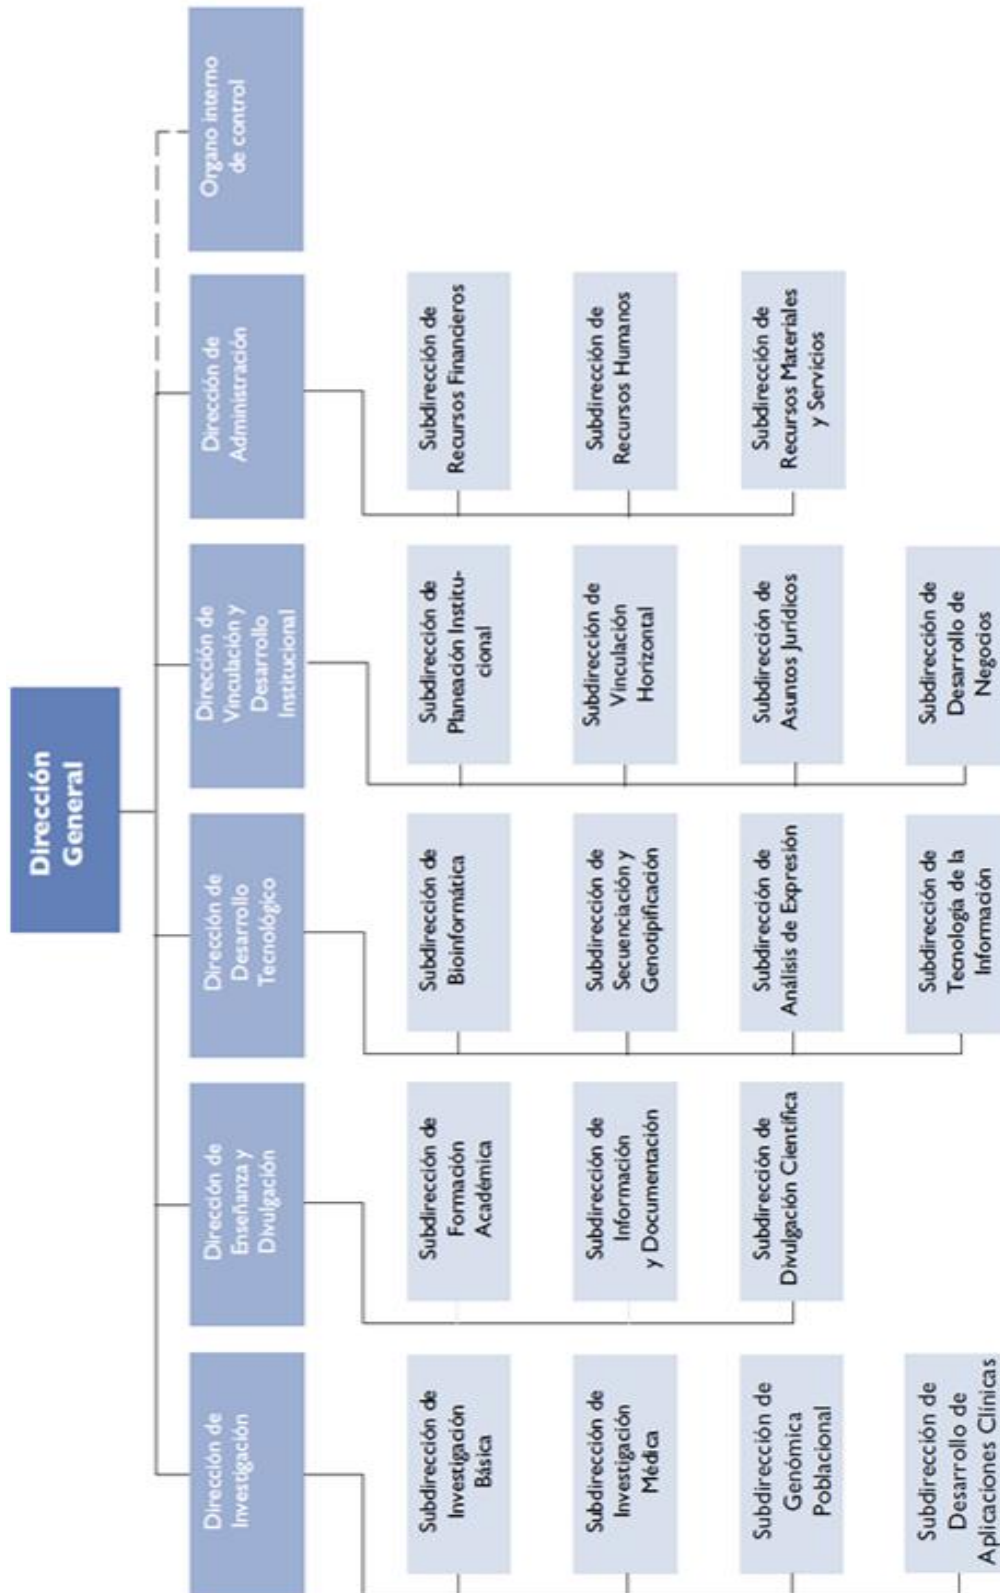 Dirección
General
Dirección de
Investigación
Dirección de
Enseñanza y
Divulgación
Dirección de
Desarrollo
Tecnológico
Dirección de
Vinculación y
Desarrollo
Institucional
Dirección de
Administración
Organo interno
de control
Subdirección de
Investigación
Básica
Subdirección de
Formación
Académica
Subdirección de
Bioinformática
Subdirección de
Planeación Institu-
cional
Subdirección de
Recursos Financieros
Subdirección de
Investigación
Médica
Subdirección de
Información
y Documentación
Subdirección de
Secuenciación y
Genotipificación
Subdirección de
Vinculación
Horizontal
Subdirección de
Recursos Humanos
Subdirección de
Genómica
Poblacional
Subdirección de
Divulgación Científica
Subdirección de
Análisis de Expresión
Subdirección de
Asuntos Jurídicos
Subdirección de
Recursos Materiales
y Servicios
Subdirección de
Desarrollo de
Aplicaciones Clínicas
Subdirección de
Tecnología de la
Información
Subdirección de
Desarrollo de
Negocios